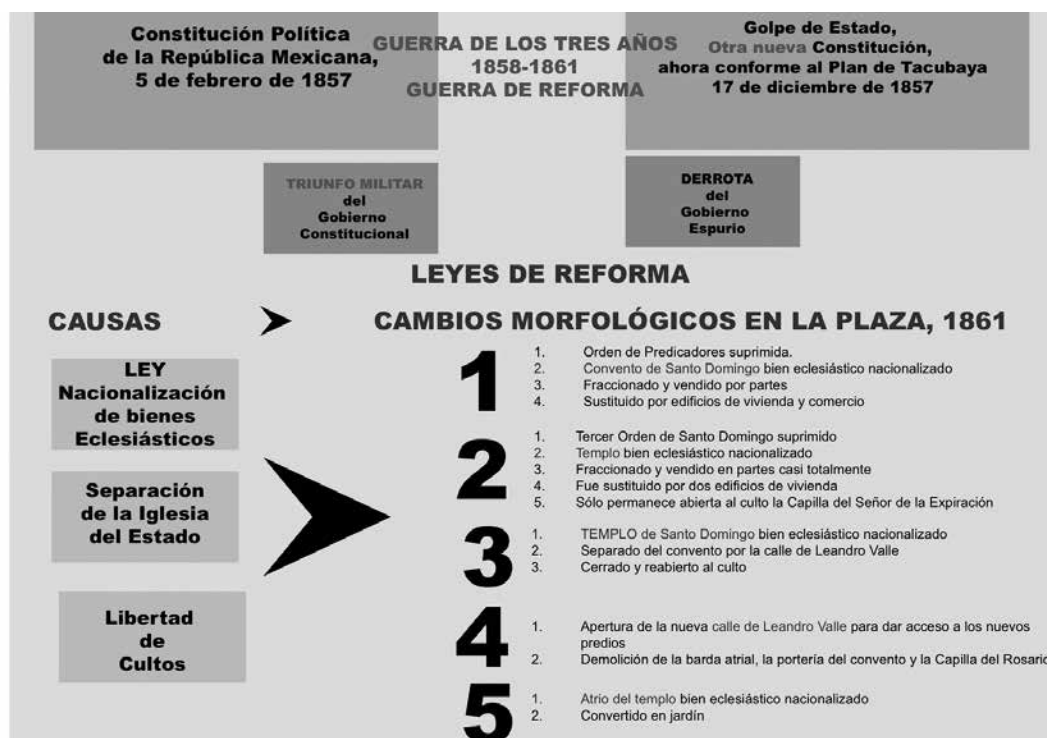 Constitución Política
de la República Mexicana,
5 de febrero de 1857
GUERRA DE LOS TRES AÑOS
1858-1861
GUERRA DE REFORMA
Golpe de Estado,
Otra nueva Constitución,
ahora conforme al Plan de Tacubaya
17 de diciembre de 1857
TRIUNFO MILITAR
del
Gobierno
Constitucional
DERROTA
del
Gobierno
Espurio
LEYES DE REFORMA
CAUSAS
CAMBIOS MORFOLÓGICOS EN LA PLAZA, 1861
LEY
Nacionalización
de bienes
Eclesiásticos
Separación
de la Iglesia
del Estado
Libertad
de
Cultos
1
1. Orden de Predicadores suprimida.
2. Convento de Santo Domingo bien eclesiástico nacionalizado
3. Fraccionado y vendido por partes
4. Sustituido por edificios de vivienda y comercio
2
1. Tercer Orden de Santo Domingo suprimido
2. Templo bien eclesiástico nacionalizado
3. Fraccionado y vendido en partes casi totalmente
4. Fue sustituido por dos edificios de vivienda
5. Sólo permanece abierta al culto la Capilla del Señor de la Expiración
3
1. TEMPLO de Santo Domingo bien eclesiástico nacionalizado
2. Separado del convento por la calle de Leandro Valle
3. Cerrado y reabierto al culto
4
1. Apertura de la nueva calle de Leandro Valle para dar acceso a los nuevos
predios
2. Demolición de la barda atrial, la portería del convento y la Capilla del Rosario
5
1. Atrio del templo bien eclesiástico nacionalizado
2. Convertido en jardín